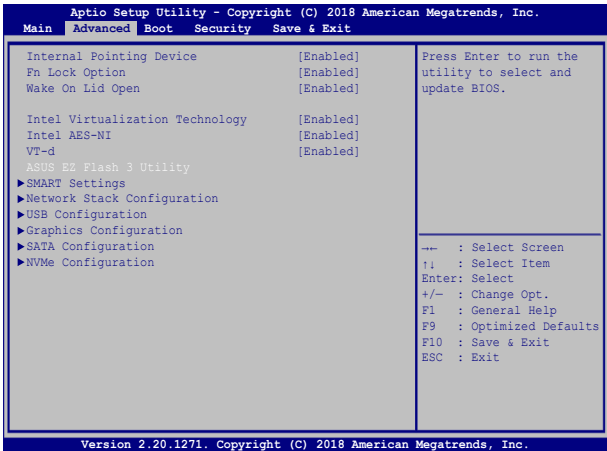 Aptio Setup Utility - Copyright (C) 2018 American Megatrends, Inc.
Main Advanced Boot Security Save & Exit
Internal Pointing Device [Enabled]
Fn Lock Option [Enabled]
Wake On Lid Open [Enabled]
Intel Virtualization Technology [Enabled]
Intel AES-NI [Enabled]
VT-d [Enabled]
ASUS EZ Flash 3 Utility
▶SMART Settings
▶Network Stack Configuration
▶USB Configuration
▶Graphics Configuration
▶SATA Configuration
▶NVMe Configuration
Press Enter to run the
utility to select and
update BIOS.
→← : Select Screen
↑↓ : Select Item
Enter: Select
+/— : Change Opt.
F1 : General Help
F9 : Optimized Defaults
F10 : Save & Exit
ESC : Exit
Version 2.20.1271. Copyright (C) 2018 American Megatrends, Inc.